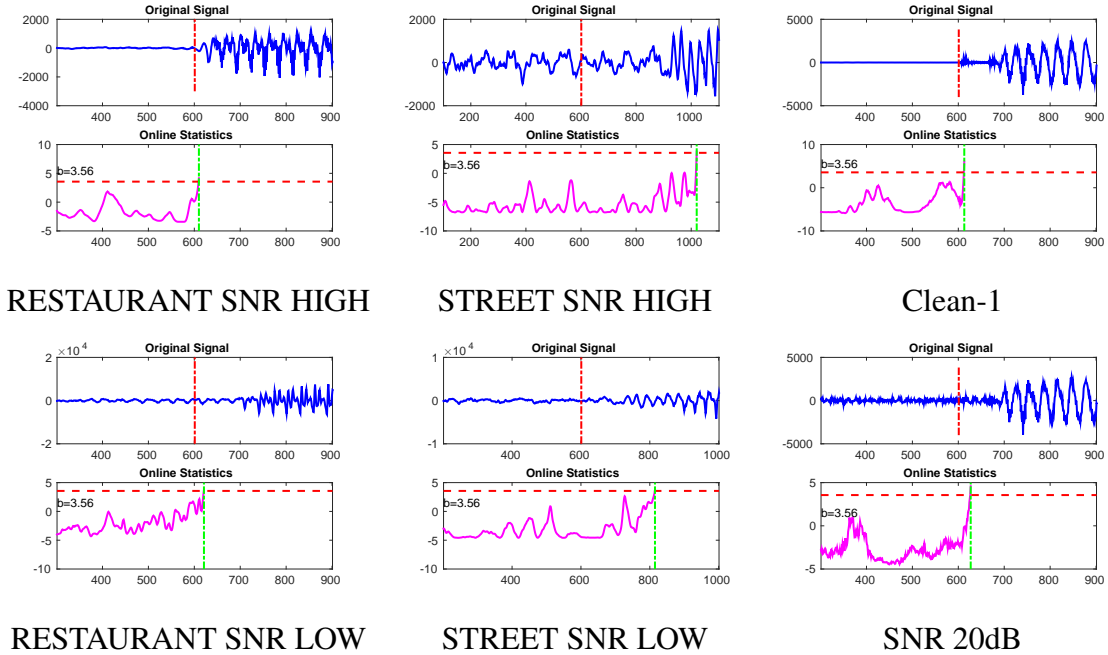 Original Signal
2000
0
-2000
-4000
400 500 600 700 800 900
Online Statistics
10
5
0
-5
b=3.56
400 500 600 700 800 900
RESTAURANT SNR HIGH
Original Signal
2000
0
-2000
200 400 600 800 1000
Online Statistics
5
0
-5
-10
b=3.56
200 400 600 800 1000
STREET SNR HIGH
Original Signal
5000
0
-5000
400 500 600 700 800 900
Online Statistics
10
0
-10
b=3.56
400 500 600 700 800 900
Clean-1
×10^4
Original Signal
2
0
-2
400 500 600 700 800 900
Online Statistics
5
0
-5
-10
b=3.56
400 500 600 700 800 900
RESTAURANT SNR LOW
×10^4
Original Signal
1
0
-1
400 600 800 1000
Online Statistics
5
0
-5
-10
b=3.56
400 600 800 1000
STREET SNR LOW
Original Signal
5000
0
-5000
400 500 600 700 800 900
Online Statistics
5
0
-5
b=3.56
400 500 600 700 800 900
SNR 20dB